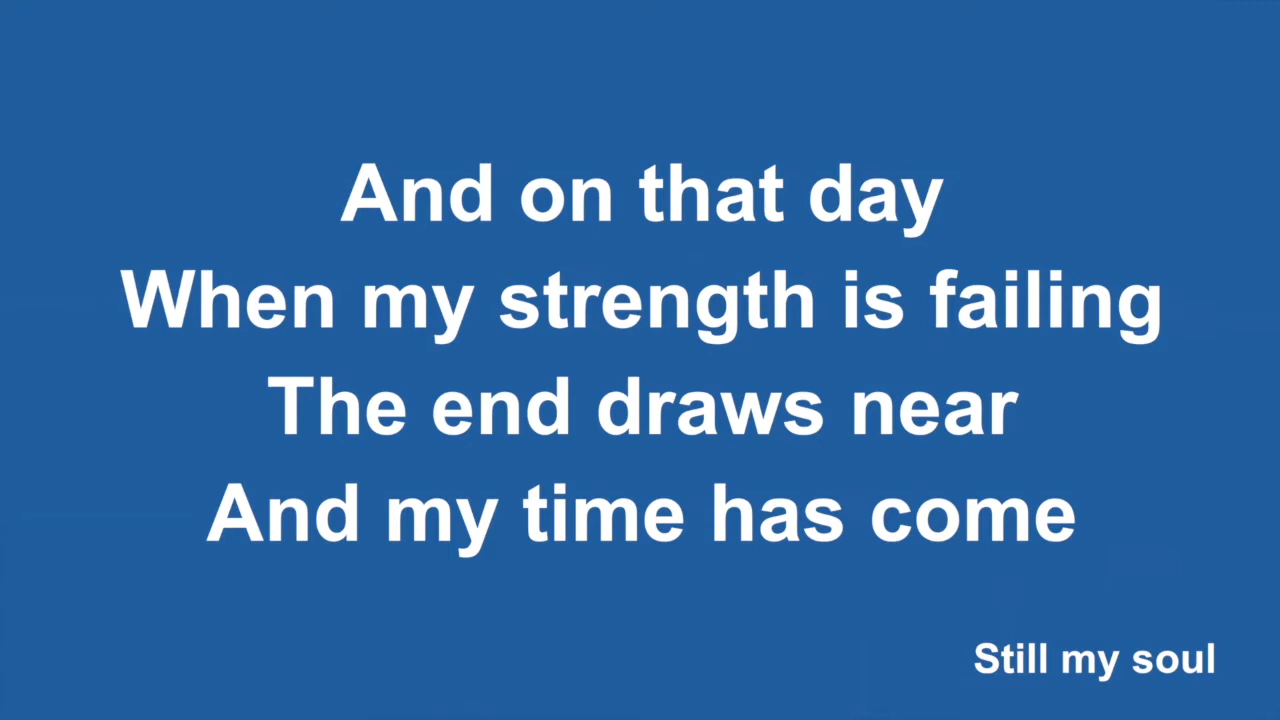 And on that day
When my strength is failing
The end draws near
And my time has come
Still my soul